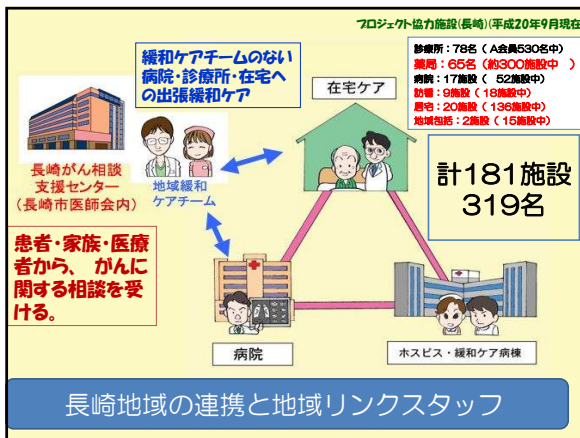 プロジェクト協力施設(長崎)(平成20年9月現在
緩和ケアチームのない
病院・診療所・在宅へ
の出張緩和ケア
在宅ケア
診療所:78名( A会員530名中)
薬局:65名(約300施設中 )
病院:17施設( 52施設中)
訪看:9施設(18施設中)
居宅:20施設(136施設中)
地域包括:2施設(15施設中)
計181施設
319名
長崎がん相談
支援センター
(長崎市医師会内)
地域緩和
ケアチーム
患者・家族・医療
者から、 がんに
関する相談を受
ける。
病院
ホスピス・緩和ケア病棟
長崎地域の連携と地域リンクスタッフ